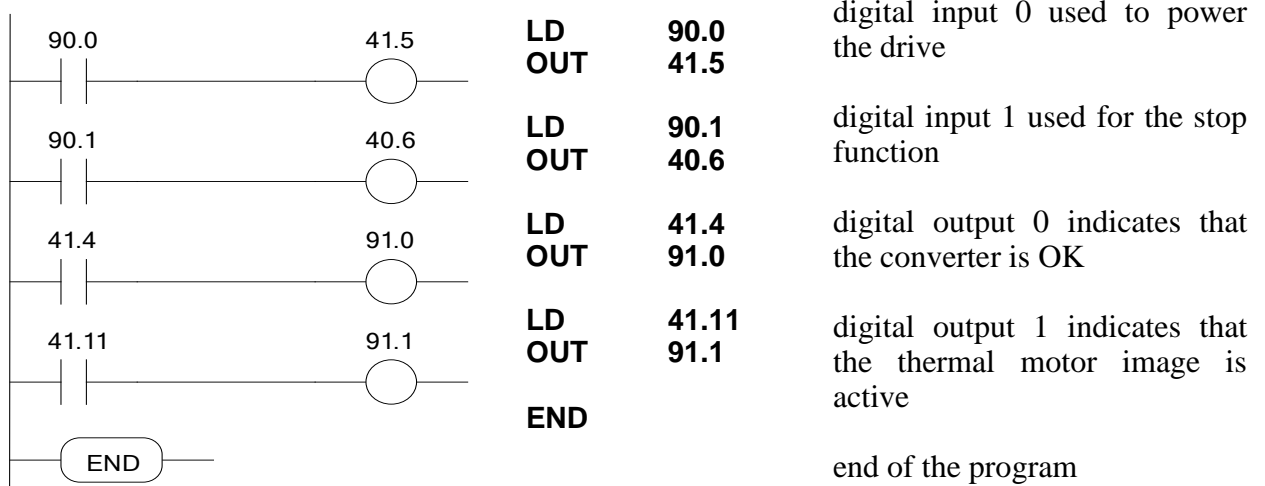 90.0 41.5
90.1 40.6
41.4 91.0
41.11 91.1
END
LD 90.0
OUT 41.5
LD 90.1
OUT 40.6
LD 41.4
OUT 91.0
LD 41.11
OUT 91.1
END
digital input 0 used to power
the drive
digital input 1 used for the stop
function
digital output 0 indicates that
the converter is OK
digital output 1 indicates that
the thermal motor image is
active
end of the program